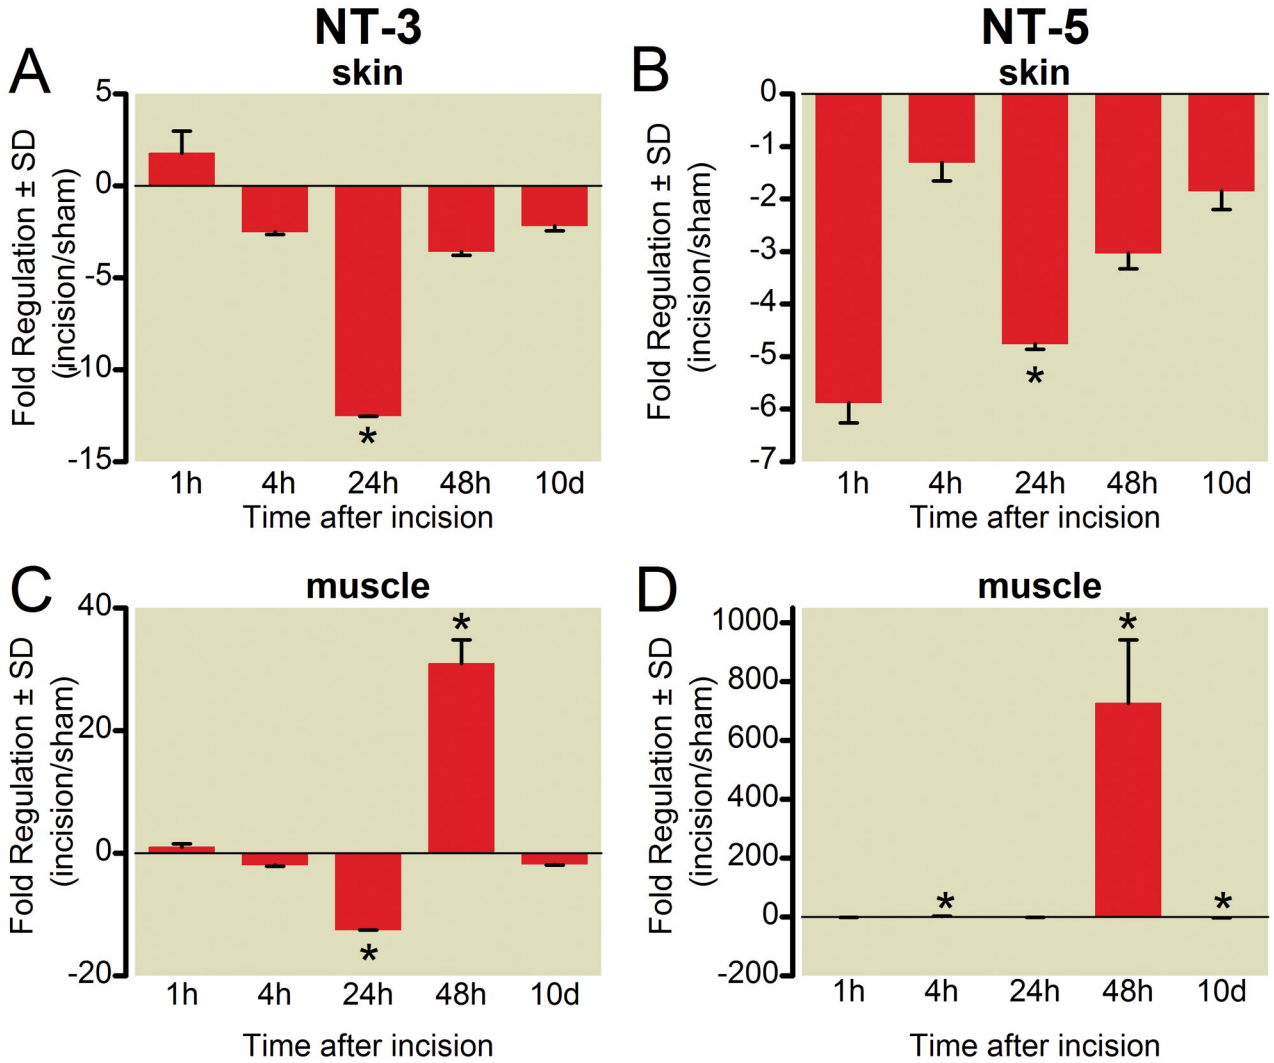 NT-3
NT-5
A
skin
B
skin
Fold Regulation ± SD
(incision/sham)
5
0
-5
-10
-15
1h 4h 24h 48h 10d
Time after incision
Fold Regulation ± SD
(incision/sham)
0
-1
-2
-3
-4
-5
-6
-7
*
*
1h 4h 24h 48h 10d
Time after incision
C
muscle
D
muscle
Fold Regulation ± SD
(incision/sham)
40
20
0
-20
*
*
1h 4h 24h 48h 10d
Time after incision
Fold Regulation ± SD
(incision/sham)
1000
800
600
400
200
0
-200
*
* *
1h 4h 24h 48h 10d
Time after incision